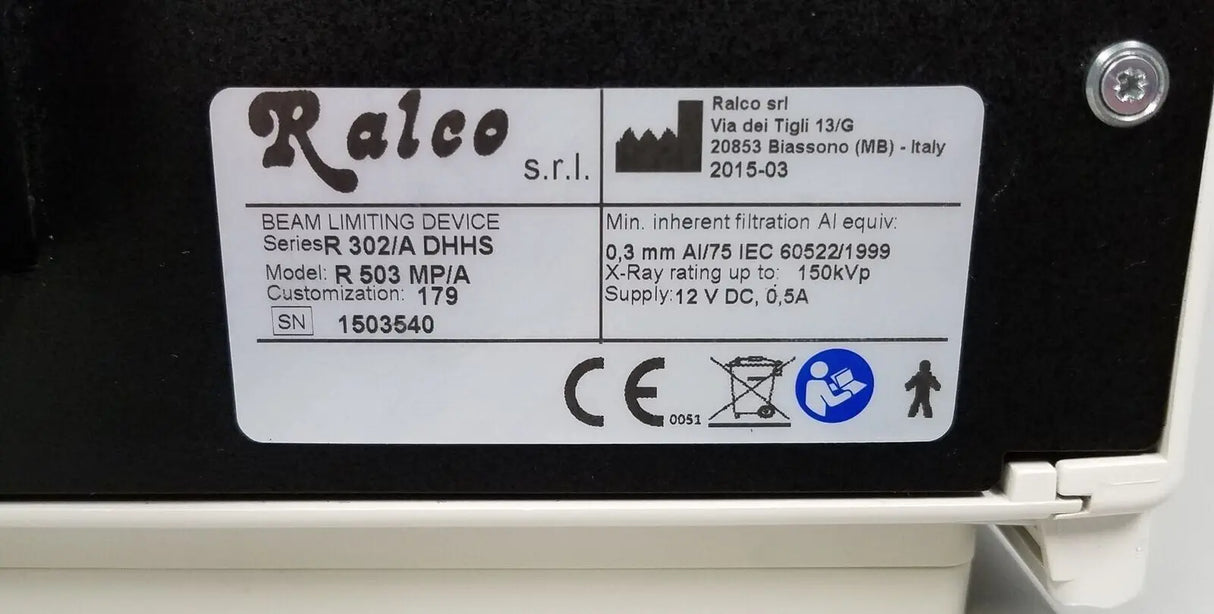 Ralco
s.r.l.
Ralco srl
Via dei Tigli 13/G
20853 Biassono (MB) - Italy
2015-03
BEAM LIMITING DEVICE
Series R 302/A DHHS
Model: R 503 MP/A
Customization: 179
SN 1503540
Min. inherent filtration Al equiv:
0,3 mm Al/75 IEC 60522/1999
X-Ray rating up to: 150kVp
Supply: 12 V DC, 0,5A
CE 0051